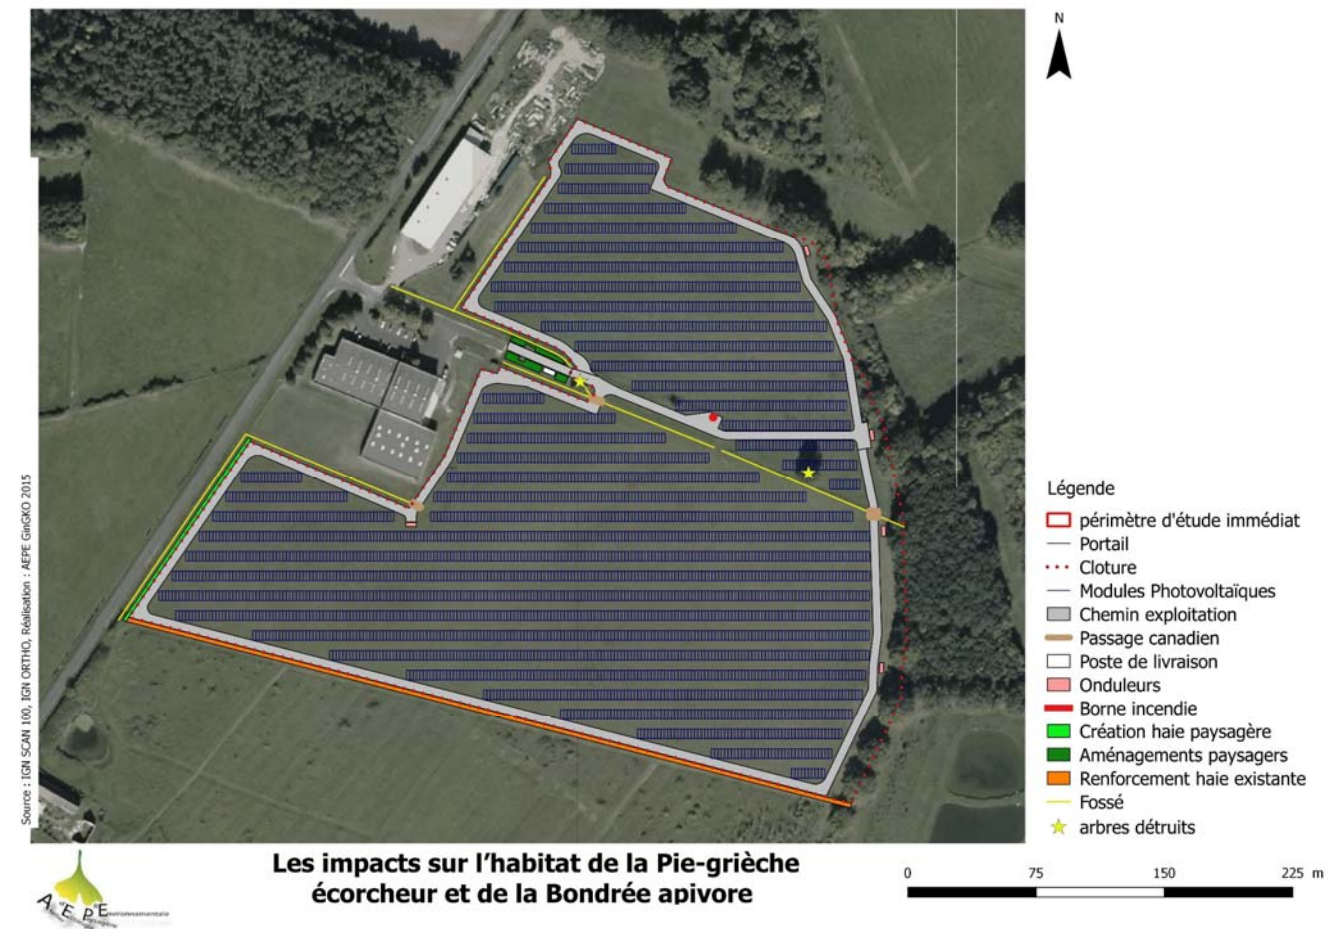 N
Source : IGN SCAN 100, IGN ORTHO, Réalisation : AEPE GinGKO 2015
Légende
périmètre d'étude immédiat
Portail
Cloture
Modules Photovoltaïques
Chemin exploitation
Passage canadien
Poste de livraison
Onduleurs
Borne incendie
Création haie paysagère
Aménagements paysagers
Renforcement haie existante
Fossé
arbres détruits
Les impacts sur l'habitat de la Pie-grièche
écorcheur et de la Bondrée apivore
0 75 150 225 m
A E P E